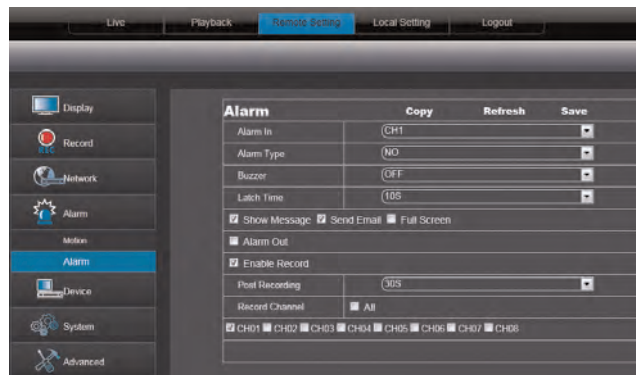 Live Playback Remote Setting Local Setting Logout
Display
Record
REC
Network
Alarm
Motion
Alarm
Device
System
Advanced
Alarm Copy Refresh Save
Alarm In CH1
Alarm Type NO
Buzzer OFF
Latch Time 10S
Show Message Send Email Full Screen
Alarm Out
Enable Record
Post Recording 30S
Record Channel All
CH01 CH02 CH03 CH04 CH05 CH06 CH07 CH08